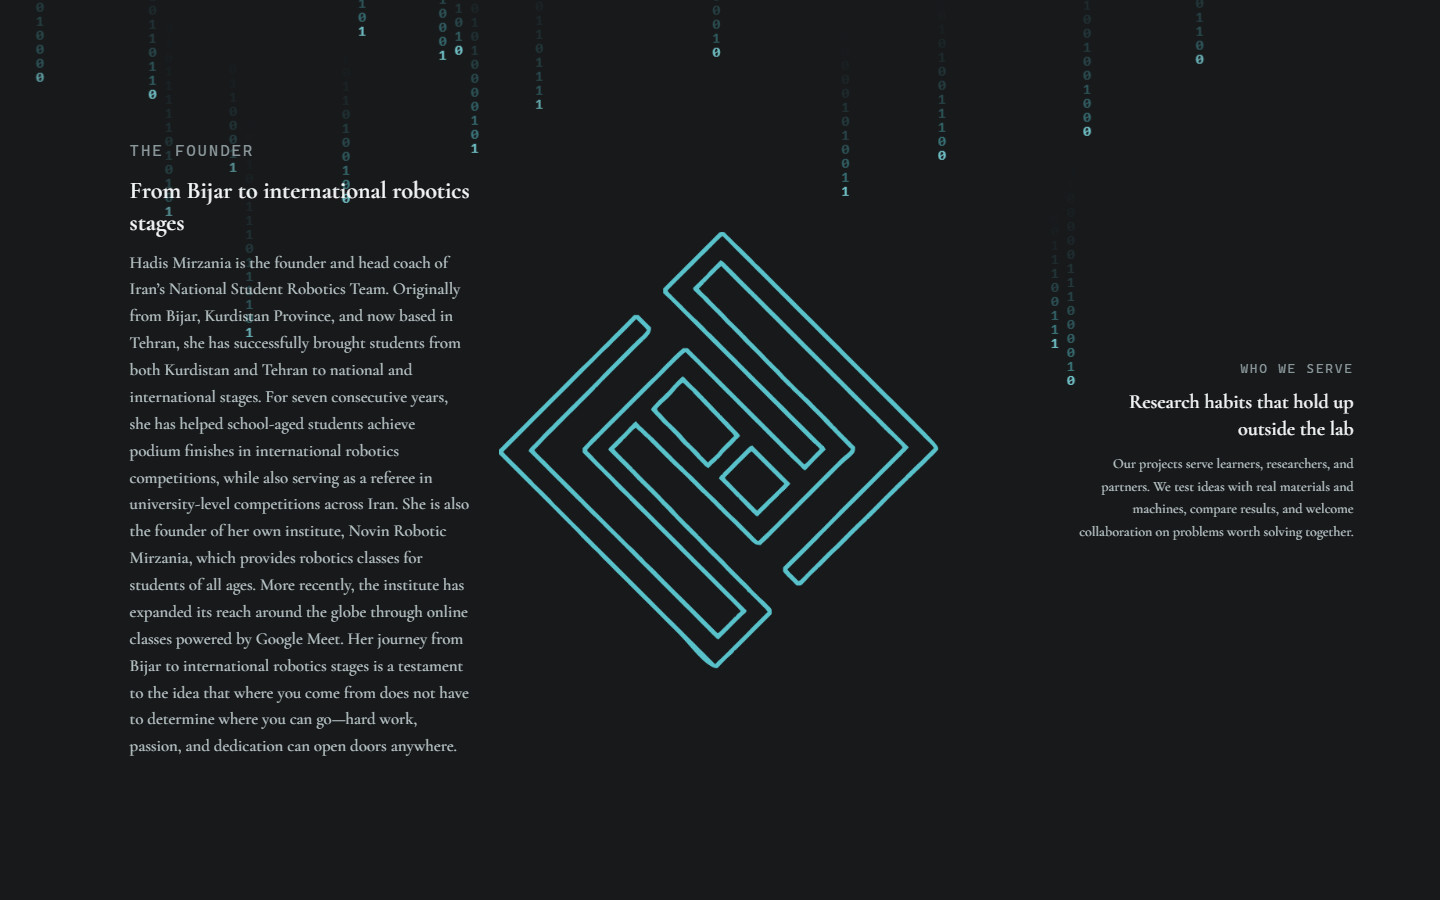 THE FOUNDER
From Bijar to international robotics
stages
Hadis Mirzania is the founder and head coach of
Iran’s National Student Robotics Team. Originally
from Bijar, Kurdistan Province, and now based in
Tehran, she has successfully brought students from
both Kurdistan and Tehran to national and
international stages. For seven consecutive years,
she has helped school-aged students achieve
podium finishes in international robotics
competitions, while also serving as a referee in
university-level competitions across Iran. She is also
the founder of her own institute, Novin Robotic
Mirzania, which provides robotics classes for
students of all ages. More recently, the institute has
expanded its reach around the globe through online
classes powered by Google Meet. Her journey from
Bijar to international robotics stages is a testament
to the idea that where you come from does not have
to determine where you can go—hard work,
passion, and dedication can open doors anywhere.
WHO WE SERVE
Research habits that hold up
outside the lab
Our projects serve learners, researchers, and
partners. We test ideas with real materials and
machines, compare results, and welcome
collaboration on problems worth solving together.